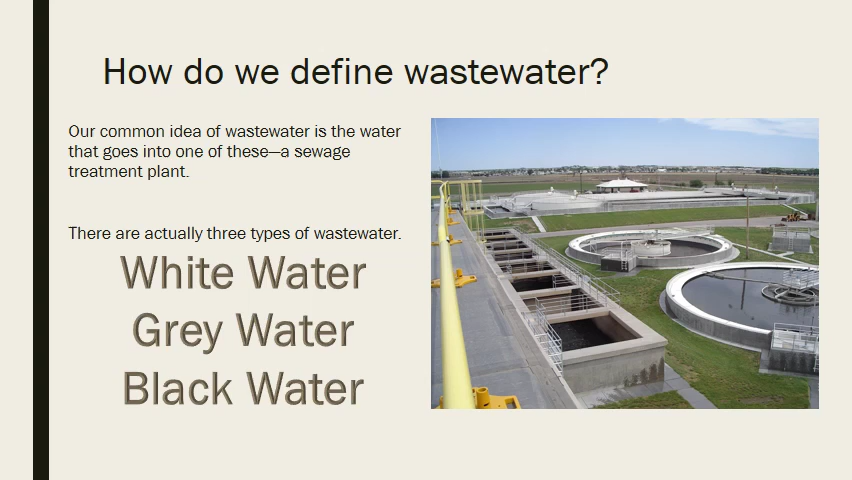 How do we define wastewater?
Our common idea of wastewater is the water
that goes into one of these—a sewage
treatment plant.
There are actually three types of wastewater.
White Water
Grey Water
Black Water